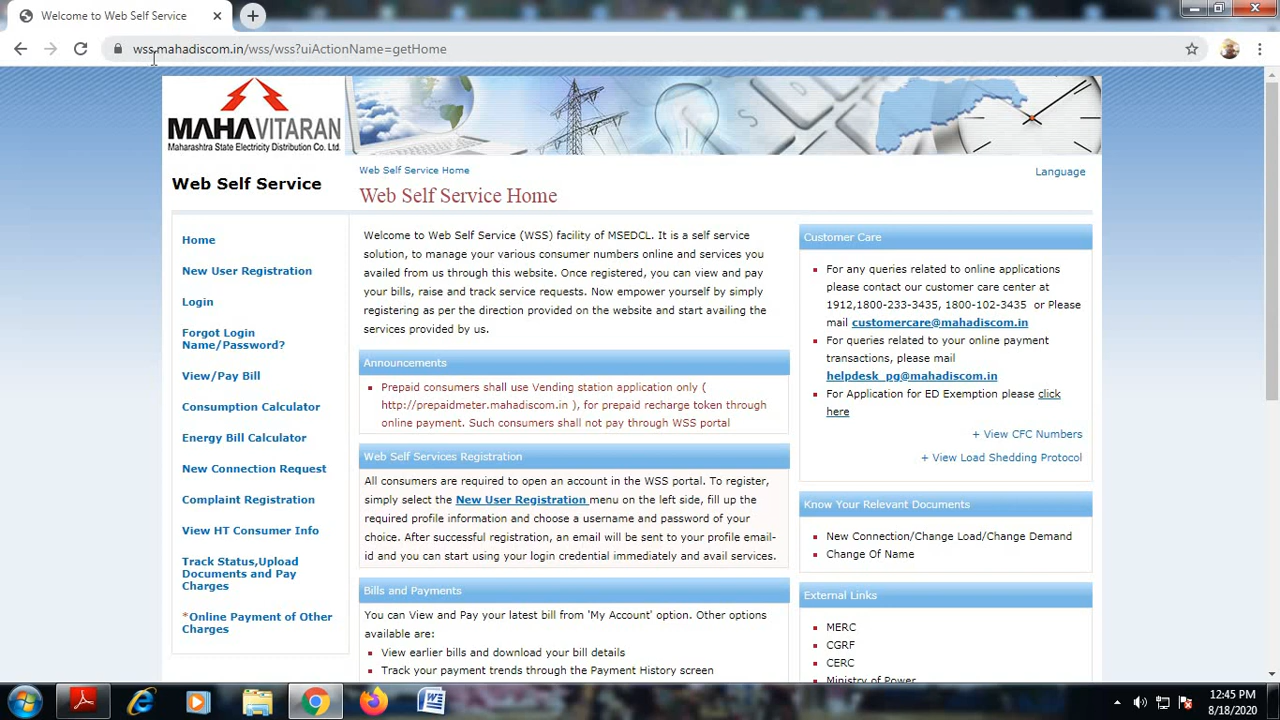 Welcome to Web Self Service
wss.mahadiscom.in/wss/wss?uiActionName=getHome
MAHAVITARAN
Maharashtra State Electricity Distribution Co. Ltd.
Web Self Service
Web Self Service Home
Language
Web Self Service Home
Home
New User Registration
Login
Forgot Login
Name/Password?
View/Pay Bill
Consumption Calculator
Energy Bill Calculator
New Connection Request
Complaint Registration
View HT Consumer Info
Track Status,Upload
Documents and Pay
Charges
*Online Payment of Other
Charges
Welcome to Web Self Service (WSS) facility of MSEDCL. It is a self service
solution, to manage your various consumer numbers online and services you
availed from us through this website. Once registered, you can view and pay
your bills, raise and track service requests. Now empower yourself by simply
registering as per the direction provided on the website and start availing the
services provided by us.
Announcements
Prepaid consumers shall use Vending station application only (
http://prepaidmeter.mahadiscom.in ), for prepaid recharge token through
online payment. Such consumers shall not pay through WSS portal
Web Self Services Registration
All consumers are required to open an account in the WSS portal. To register,
simply select the New User Registration menu on the left side, fill up the
required profile information and choose a username and password of your
choice. After successful registration, an email will be sent to your profile email-
id and you can start using your login credential immediately and avail services.
Bills and Payments
You can View and Pay your latest bill from 'My Account' option. Other options
available are:
View earlier bills and download your bill details
Track your payment trends through the Payment History screen
Customer Care
For any queries related to online applications
please contact our customer care center at
1912,1800-233-3435, 1800-102-3435 or Please
mail customercare@mahadiscom.in
For queries related to your online payment
transactions, please mail
helpdesk_pg@mahadiscom.in
For Application for ED Exemption please click
here
+ View CFC Numbers
+ View Load Shedding Protocol
Know Your Relevant Documents
New Connection/Change Load/Change Demand
Change Of Name
External Links
MERC
CGRF
CERC
Ministry of Power
12:45 PM
8/18/2020